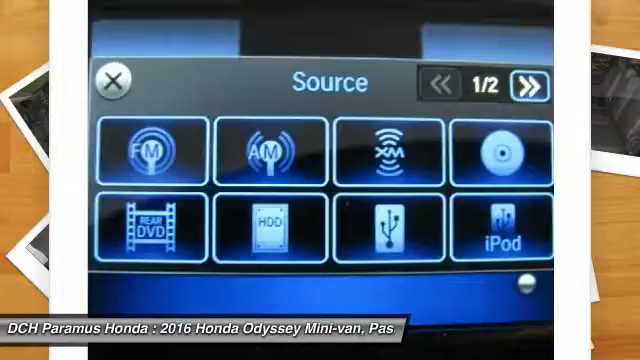 Source
1/2
FM
AM
XM
REAR
DVD
HDD
iPod
DCH Paramus Honda : 2016 Honda Odyssey Mini-van, Pas